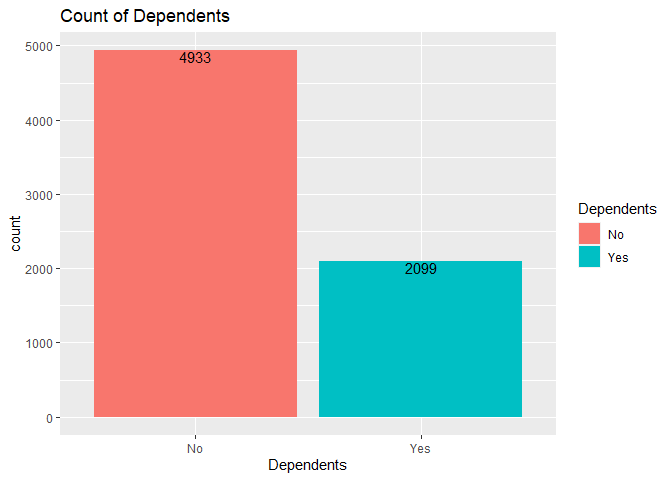 Count of Dependents
5000
4000
3000
2000
1000
0
count
4933
2099
No
Yes
Dependents
Dependents
No
Yes